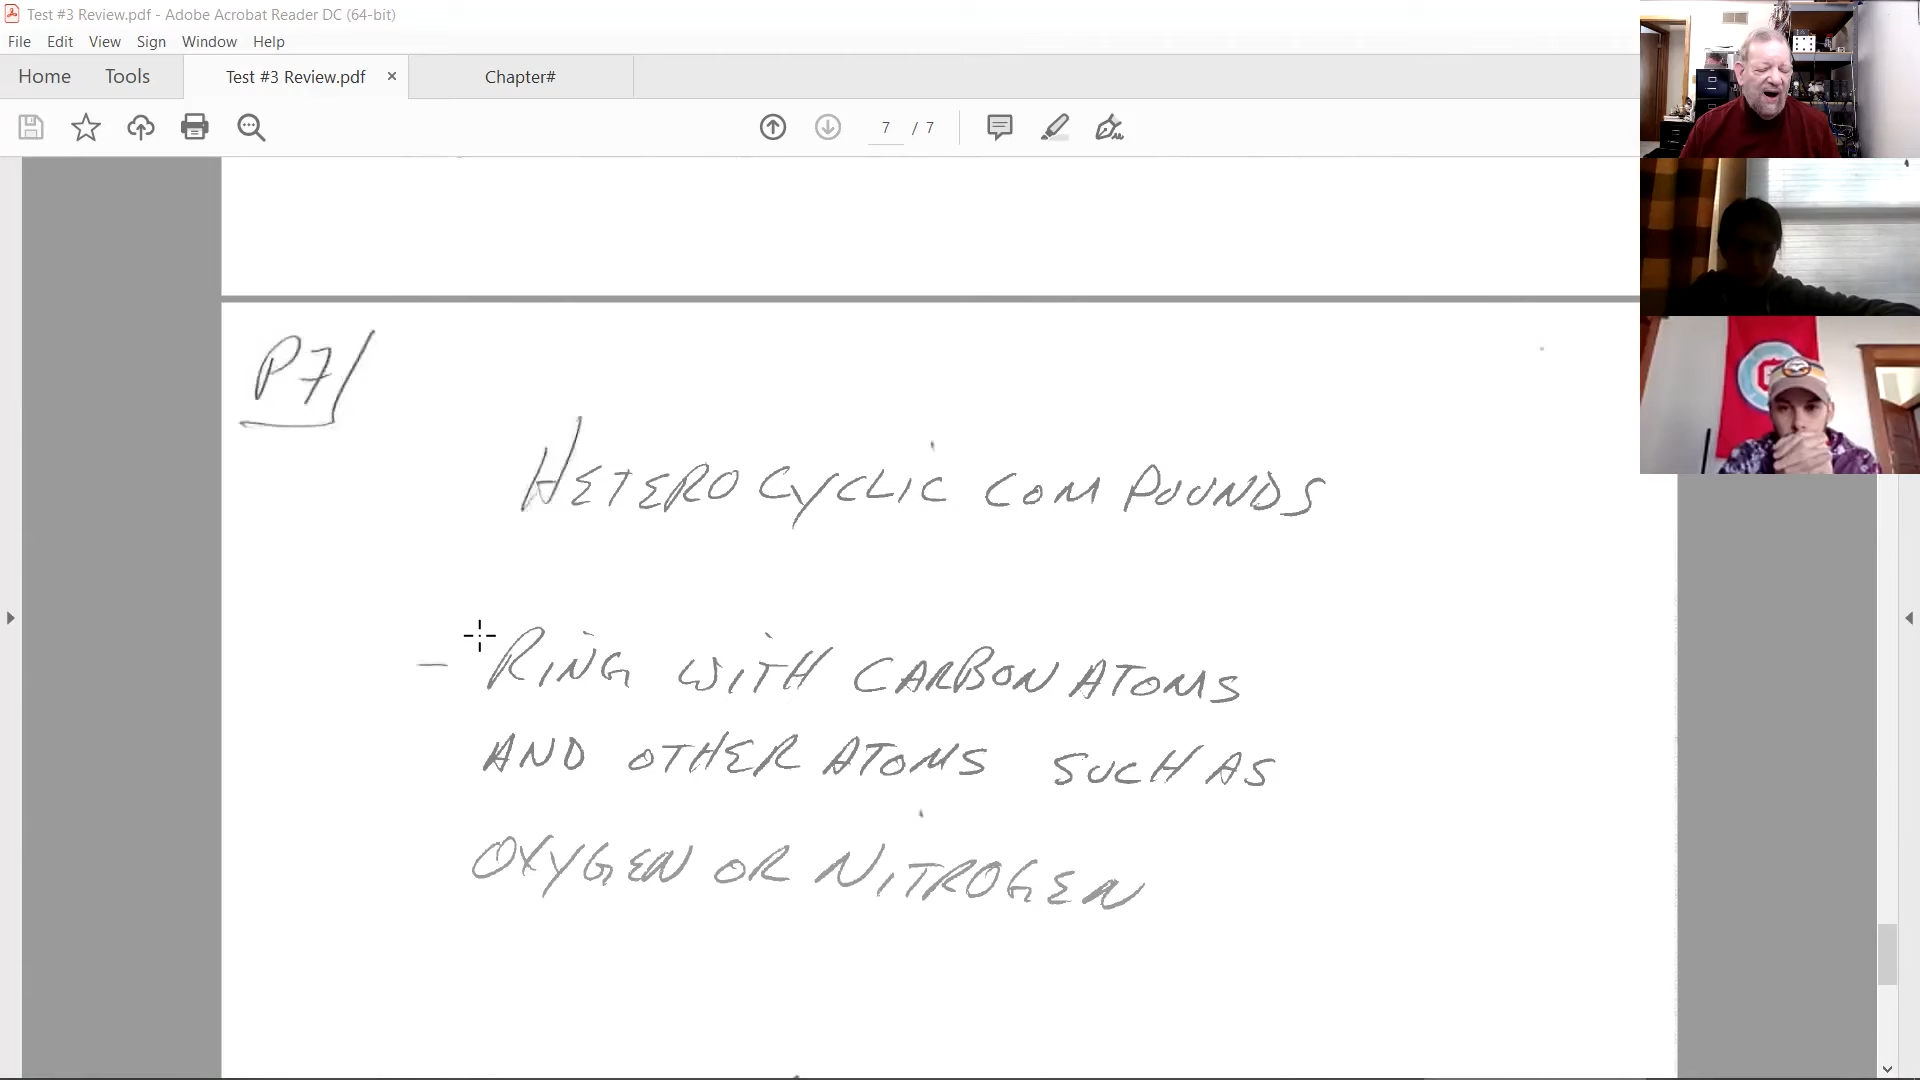 Test #3 Review.pdf - Adobe Acrobat Reader DC (64-bit)
File Edit View Sign Window Help
Home Tools Test #3 Review.pdf × Chapter#
7 / 7
P7/
HETEROCYCLIC COMPOUNDS
- RING WITH CARBON ATOMS
AND OTHER ATOMS SUCH AS
OXYGEN OR NITROGEN